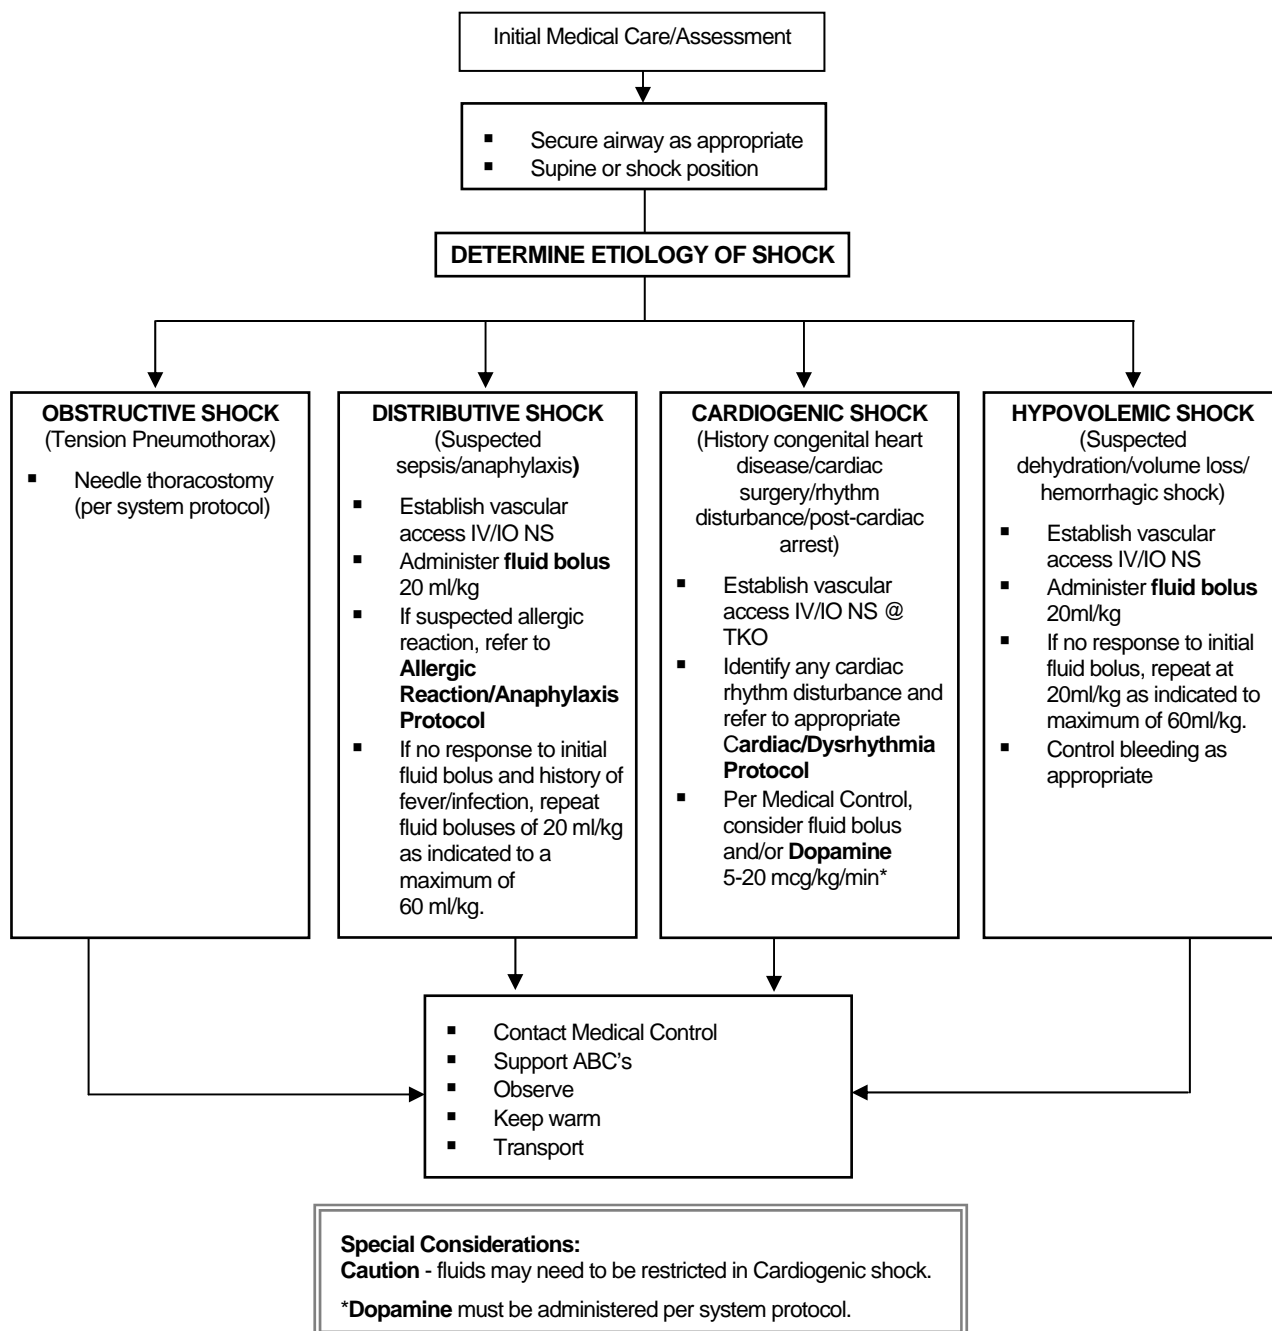 Initial Medical Care/Assessment
▪ Secure airway as appropriate
▪ Supine or shock position
DETERMINE ETIOLOGY OF SHOCK
OBSTRUCTIVE SHOCK
(Tension Pneumothorax)
▪ Needle thoracostomy
(per system protocol)
DISTRIBUTIVE SHOCK
(Suspected
sepsis/anaphylaxis)
▪ Establish vascular
access IV/IO NS
▪ Administer fluid bolus
20 ml/kg
▪ If suspected allergic
reaction, refer to
Allergic
Reaction/Anaphylaxis
Protocol
▪ If no response to initial
fluid bolus and history of
fever/infection, repeat
fluid boluses of 20 ml/kg
as indicated to a
maximum of
60 ml/kg.
CARDIOGENIC SHOCK
(History congenital heart
disease/cardiac
surgery/rhythm
disturbance/post-cardiac
arrest)
▪ Establish vascular
access IV/IO NS @
TKO
▪ Identify any cardiac
rhythm disturbance and
refer to appropriate
Cardiac/Dysrhythmia
Protocol
▪ Per Medical Control,
consider fluid bolus
and/or Dopamine
5-20 mcg/kg/min*
HYPOVOLEMIC SHOCK
(Suspected
dehydration/volume loss/
hemorrhagic shock)
▪ Establish vascular
access IV/IO NS
▪ Administer fluid bolus
20ml/kg
▪ If no response to initial
fluid bolus, repeat at
20ml/kg as indicated to
maximum of 60ml/kg.
▪ Control bleeding as
appropriate
▪ Contact Medical Control
▪ Support ABC's
▪ Observe
▪ Keep warm
▪ Transport
Special Considerations:
Caution - fluids may need to be restricted in Cardiogenic shock.
*Dopamine must be administered per system protocol.